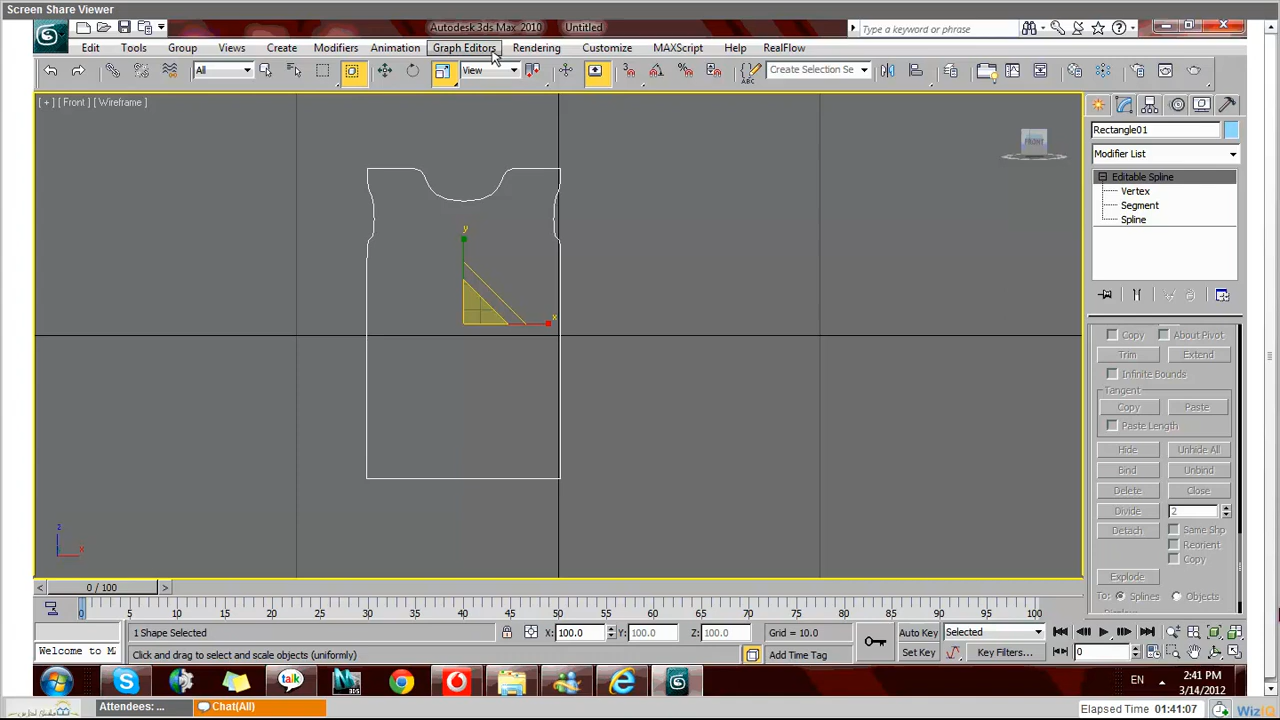 Screen Share Viewer
Autodesk 3ds Max 2010 Untitled
Type a keyword or phrase
Edit Tools Group Views Create Modifiers Animation Graph Editors Rendering Customize MAXScript Help RealFlow
All View Create Selection Se
[ + ] [ Front ] [ Wireframe ]
FRONT
Rectangle01
Modifier List
Editable Spline
Vertex
Segment
Spline
y
x
Copy About Pivot
Trim Extend
Infinite Bounds
Tangent
Copy Paste
Paste Length
Hide Unhide All
Bind Unbind
Delete Close
Divide 2
Detach Same Shp
Reorient
Copy
Explode
To: Splines Objects
z
x
0 / 100
0 5 10 15 20 25 30 35 40 45 50 55 60 65 70 75 80 85 90 95 100
1 Shape Selected X: 100.0 Y: 100.0 Z: 100.0 Grid = 10.0 Auto Key Selected
Welcome to M Click and drag to select and scale objects (uniformly) Add Time Tag Set Key Key Filters... 0
talk
EN 2:41 PM
3/14/2012
Attendees: ... Chat(All) Elapsed Time 01:41:07 WizIQ